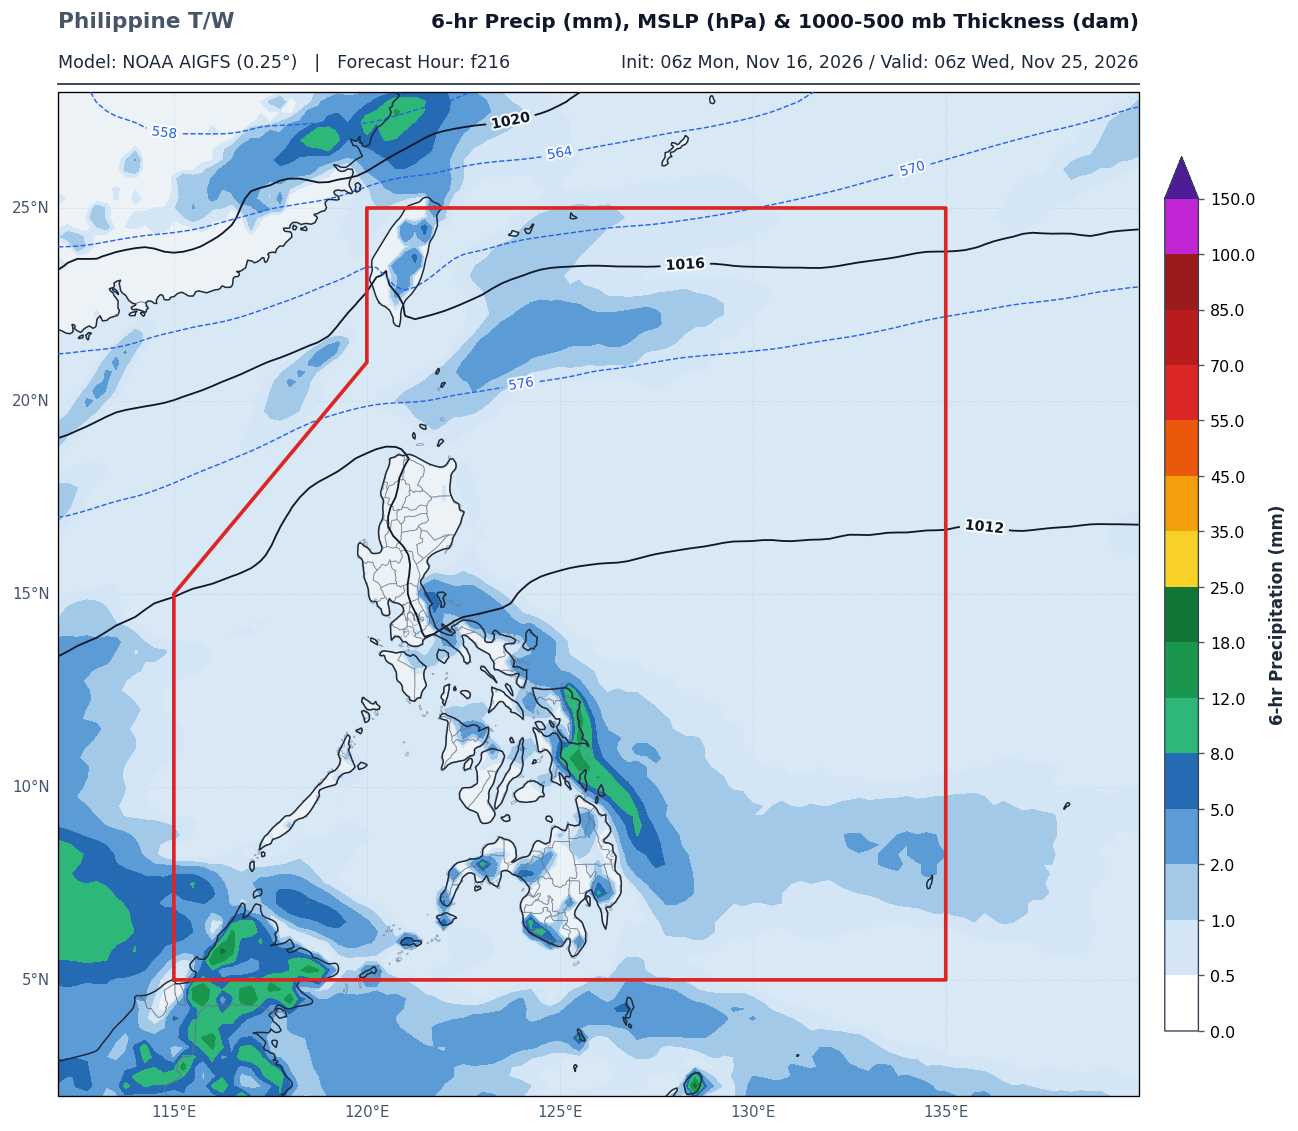 Philippine T/W
6-hr Precip (mm), MSLP (hPa) & 1000-500 mb Thickness (dam)
Model: NOAA AIGFS (0.25°) | Forecast Hour: f216
Init: 06z Mon, Nov 16, 2026 / Valid: 06z Wed, Nov 25, 2026
558
1020
564
570
1016
576
1012
25°N
20°N
15°N
10°N
5°N
115°E
120°E
125°E
130°E
135°E
150.0
100.0
85.0
70.0
55.0
45.0
35.0
25.0
18.0
12.0
8.0
5.0
2.0
1.0
0.5
0.0
6-hr Precipitation (mm)